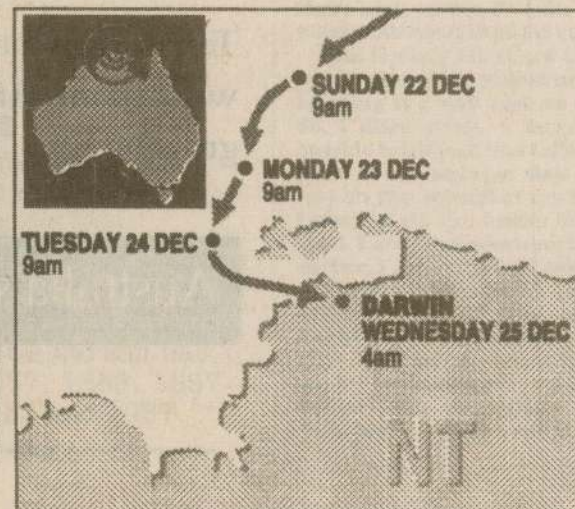 SUNDAY 22 DEC
9am
MONDAY 23 DEC
9am
TUESDAY 24 DEC
9am
DARWIN
WEDNESDAY 25 DEC
4am
NT